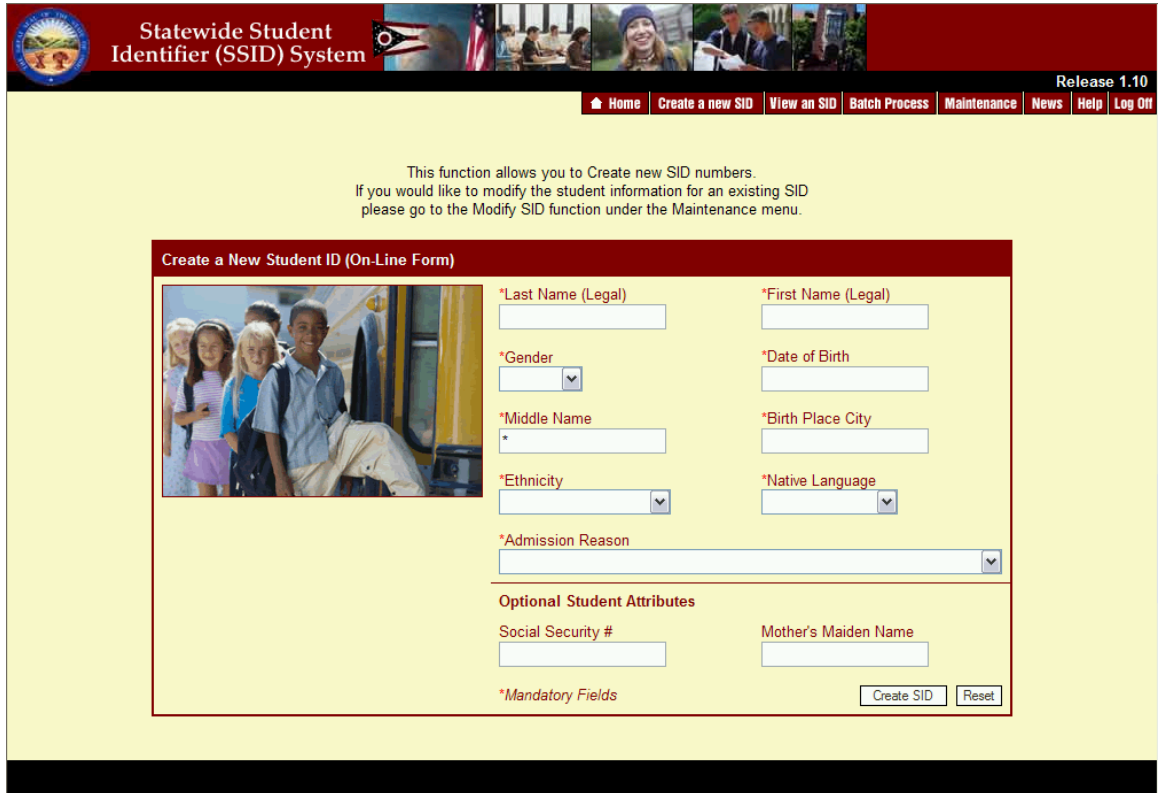 Statewide Student
Identifier (SSID) System
Release 1.10
Home Create a new SID View an SID Batch Process Maintenance News Help Log Off
This function allows you to Create new SID numbers.
If you would like to modify the student information for an existing SID
please go to the Modify SID function under the Maintenance menu.
Create a New Student ID (On-Line Form)
*Last Name (Legal) *First Name (Legal)
*Gender *Date of Birth
*Middle Name *Birth Place City
*
*Ethnicity *Native Language
*Admission Reason
Optional Student Attributes
Social Security # Mother's Maiden Name
*Mandatory Fields Create SID Reset